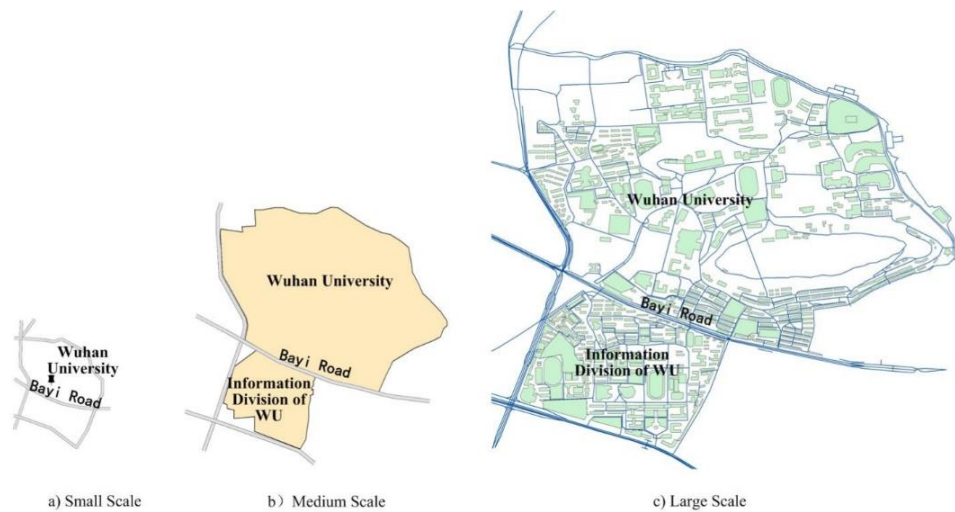 Wuhan
University
Bayi Road
a) Small Scale
Wuhan University
Bayi Road
Information
Division of
WU
b）Medium Scale
Wuhan University
Bayi Road
Information
Division of WU
c) Large Scale